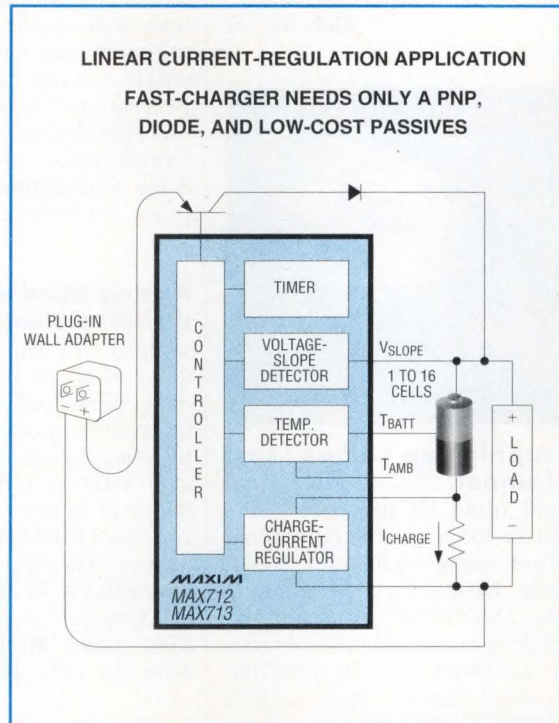 LINEAR CURRENT-REGULATION APPLICATION
FAST-CHARGER NEEDS ONLY A PNP,
DIODE, AND LOW-COST PASSIVES
PLUG-IN
WALL ADAPTER
- +
CONTROLLER
TIMER
VOLTAGE-
SLOPE
DETECTOR
TEMP.
DETECTOR
CHARGE-
CURRENT
REGULATOR
VSLOPE
1 TO 16
CELLS
TBATT
TAMB
ICHARGE
+
LOAD
-
MAXIM
MAX712
MAX713